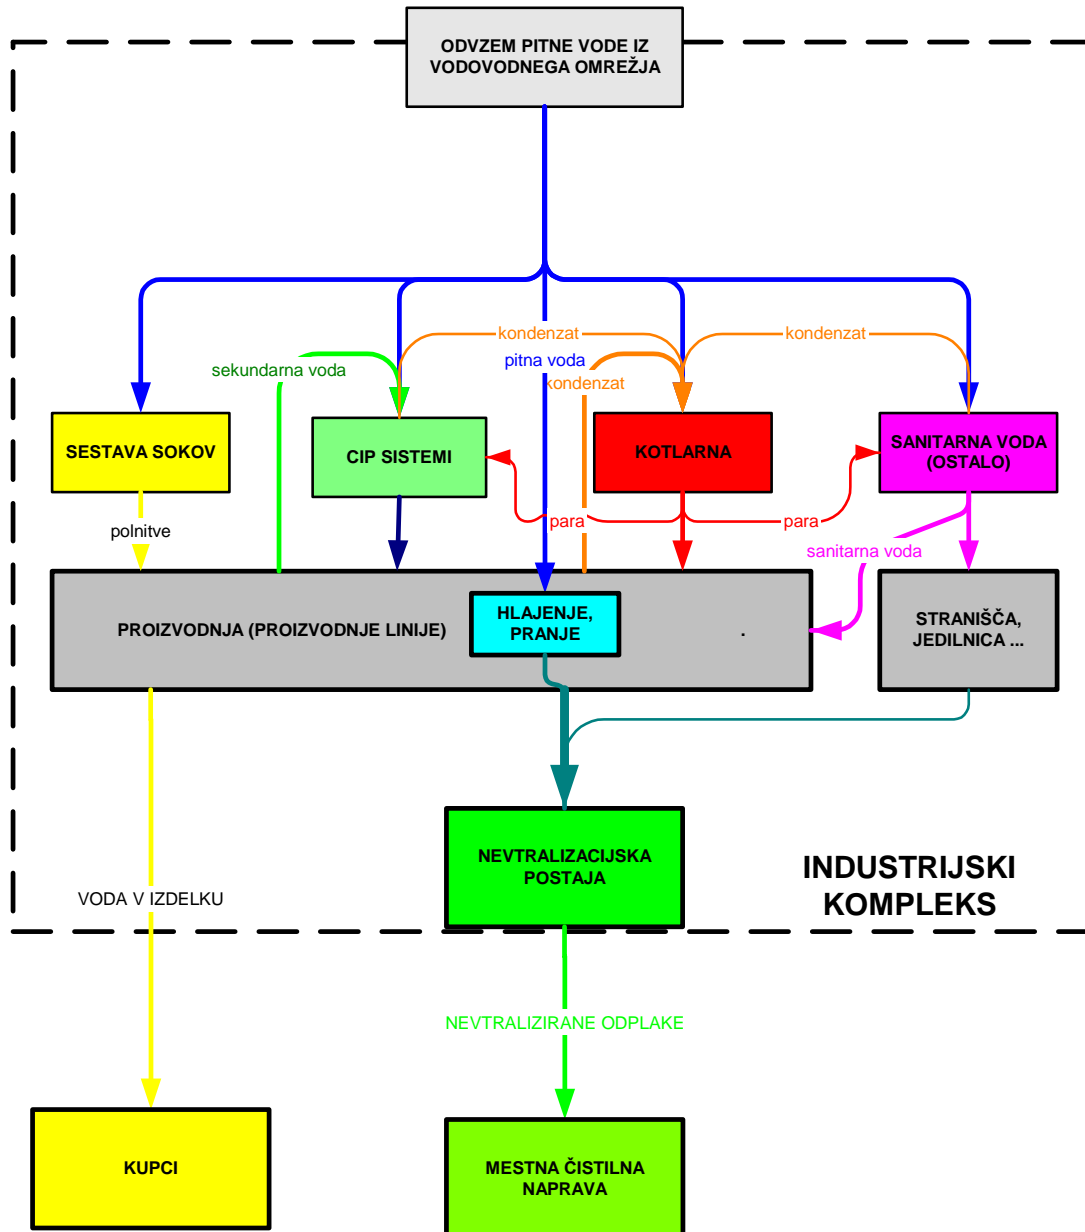 ODVZEM PITNE VODE IZ
VODOVODNEGA OMREŽJA
kondenzat
kondenzat
sekundarna voda
pitna voda
kondenzat
SESTAVA SOKOV
CIP SISTEMI
KOTLARNA
SANITARNA VODA
(OSTALO)
polnitve
para
para
sanitarna voda
PROIZVODNJA (PROIZVODNJE LINIJE)
HLAJENJE,
PRANJE
.
STRANIŠČA,
JEDILNICA ...
NEVTRALIZACIJSKA
POSTAJA
INDUSTRIJSKI
KOMPLEKS
VODA V IZDELKU
NEVTRALIZIRANE ODPLAKE
KUPCI
MESTNA ČISTILNA
NAPRAVA